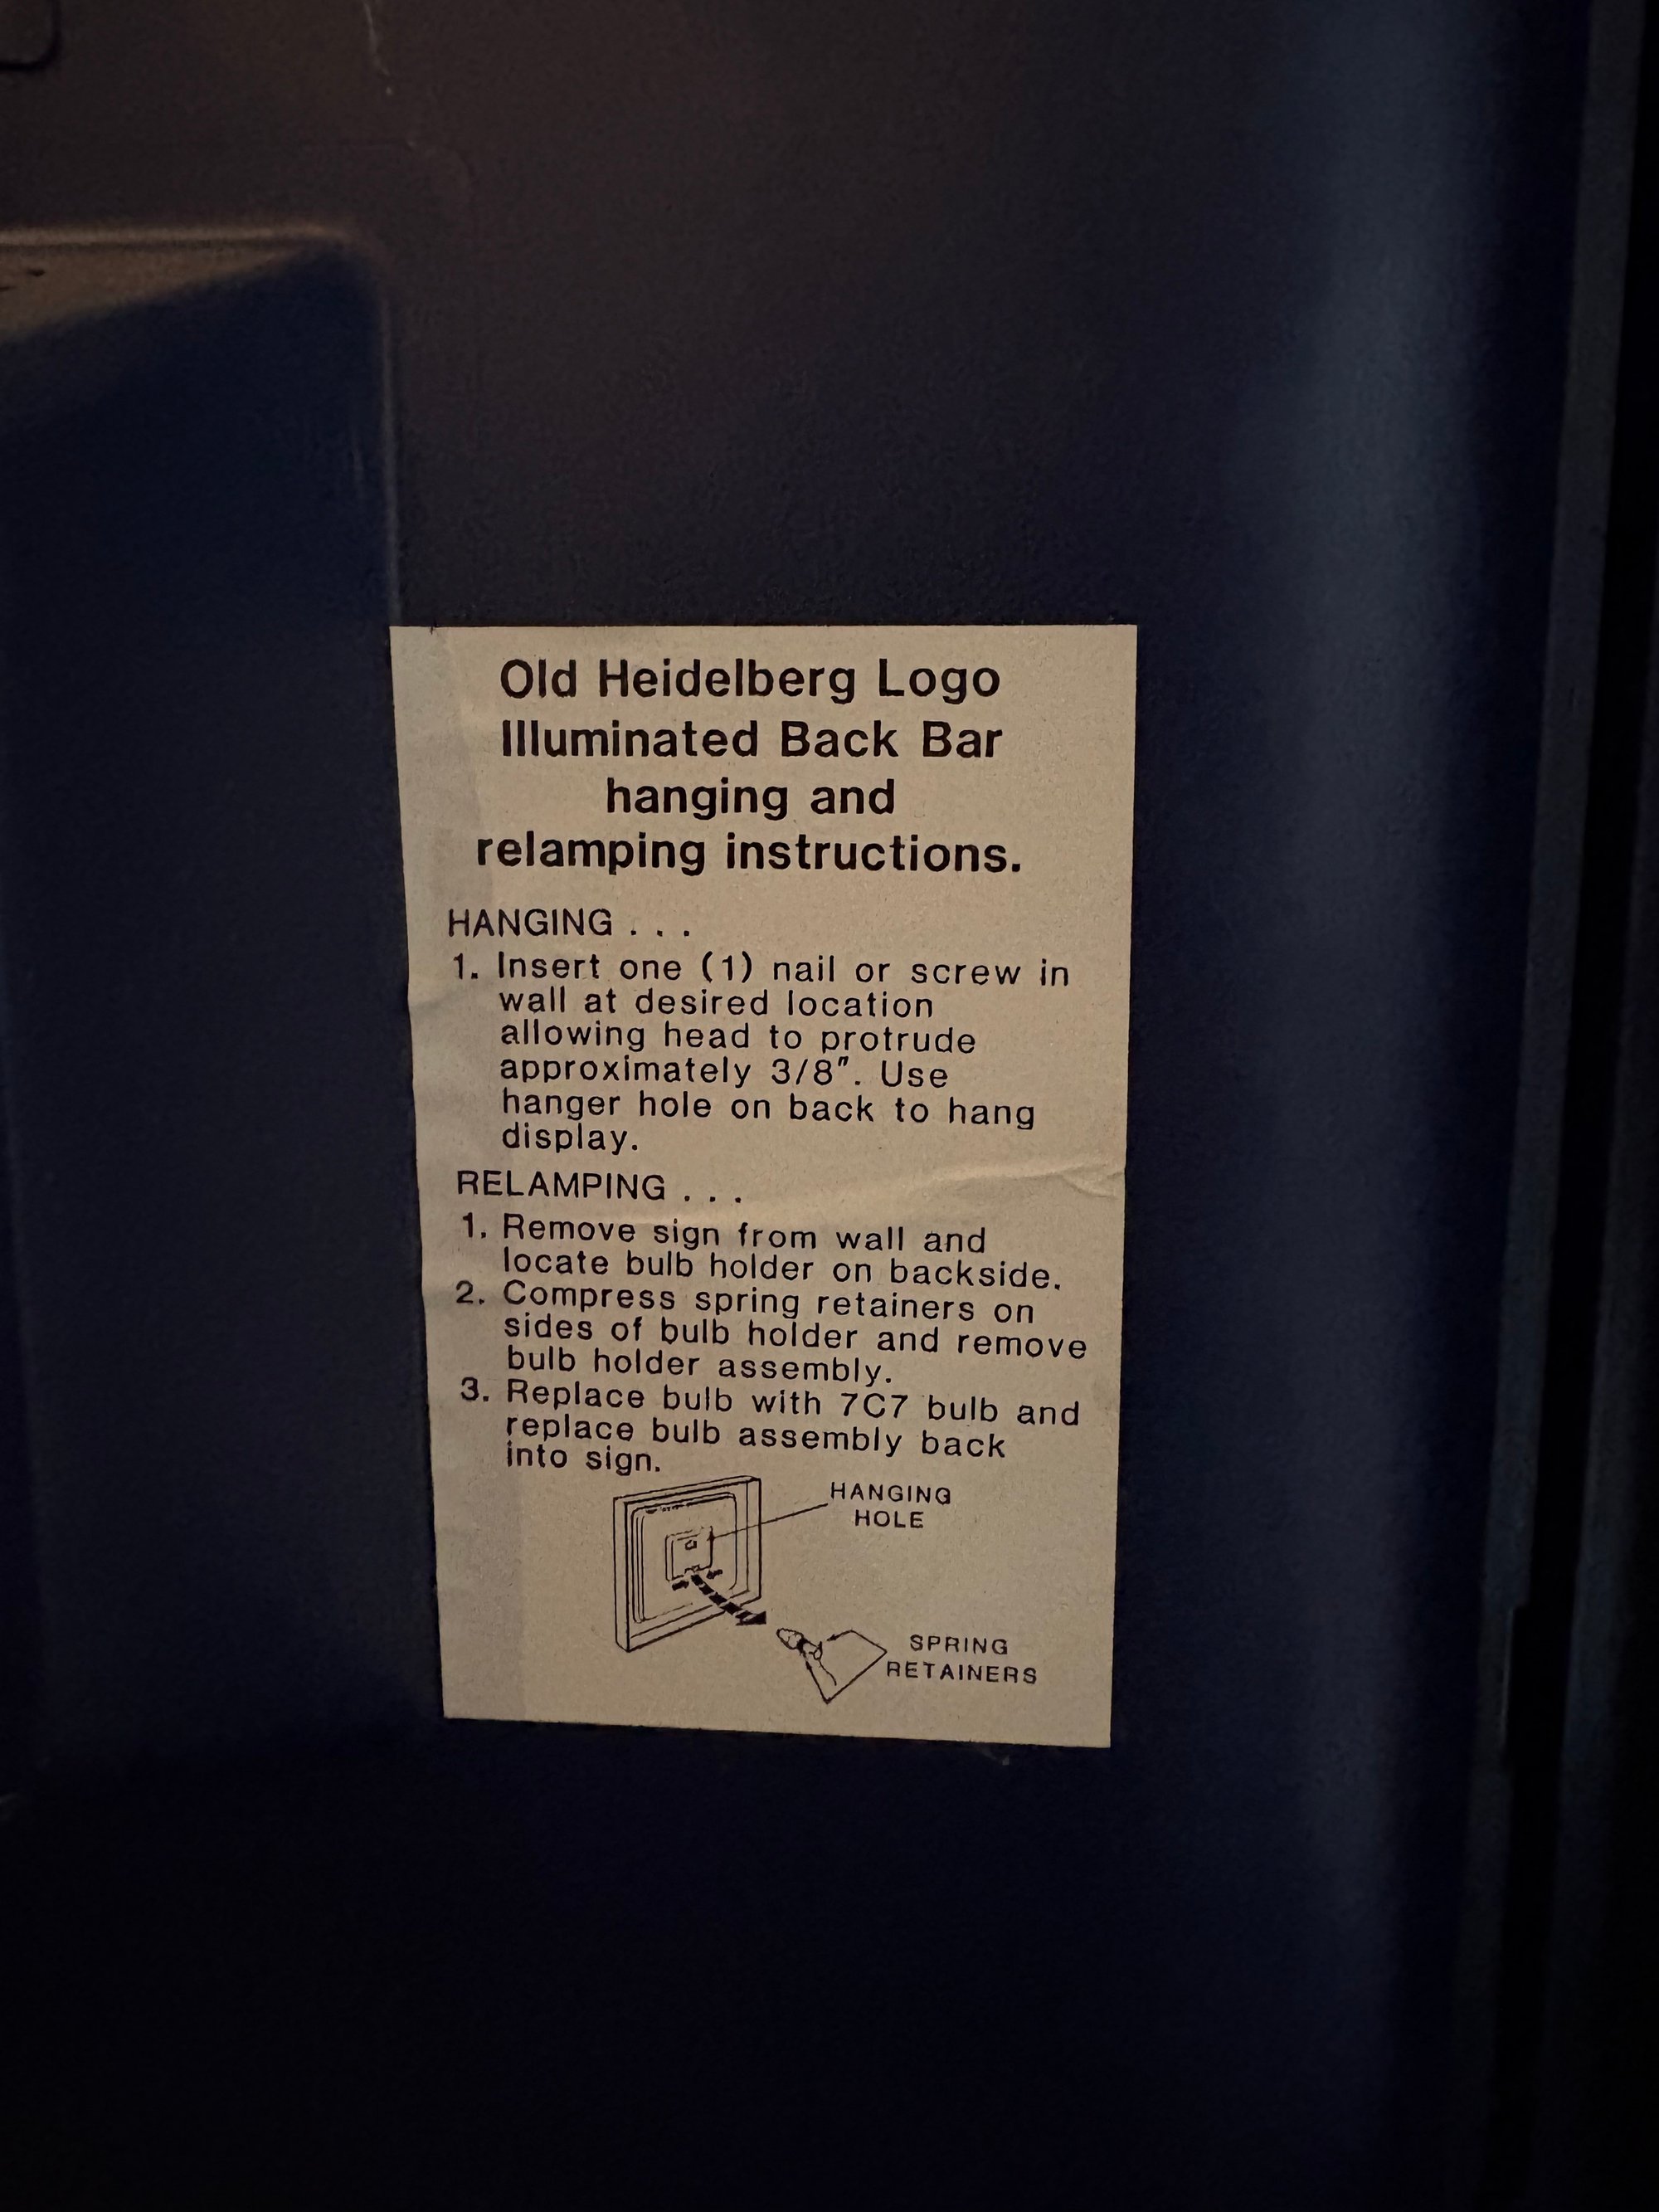 Old Heidelberg Logo
Illuminated Back Bar
hanging and
relamping instructions.
HANGING . . .
1. Insert one (1) nail or screw in
wall at desired location
allowing head to protrude
approximately 3/8". Use
hanger hole on back to hang
display.
RELAMPING . . .
1. Remove sign from wall and
locate bulb holder on backside.
2. Compress spring retainers on
sides of bulb holder and remove
bulb holder assembly.
3. Replace bulb with 7C7 bulb and
replace bulb assembly back
into sign.
HANGING
HOLE
SPRING
RETAINERS